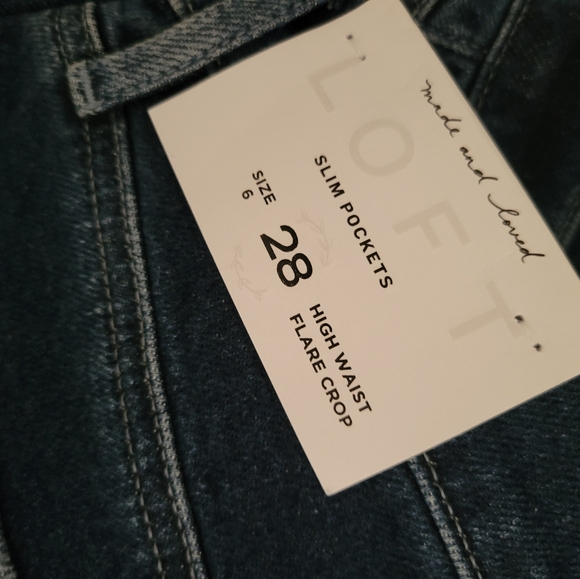 made and loved
LOFT
SLIM POCKETS
SIZE
6
28
HIGH WAIST
FLARE CROP